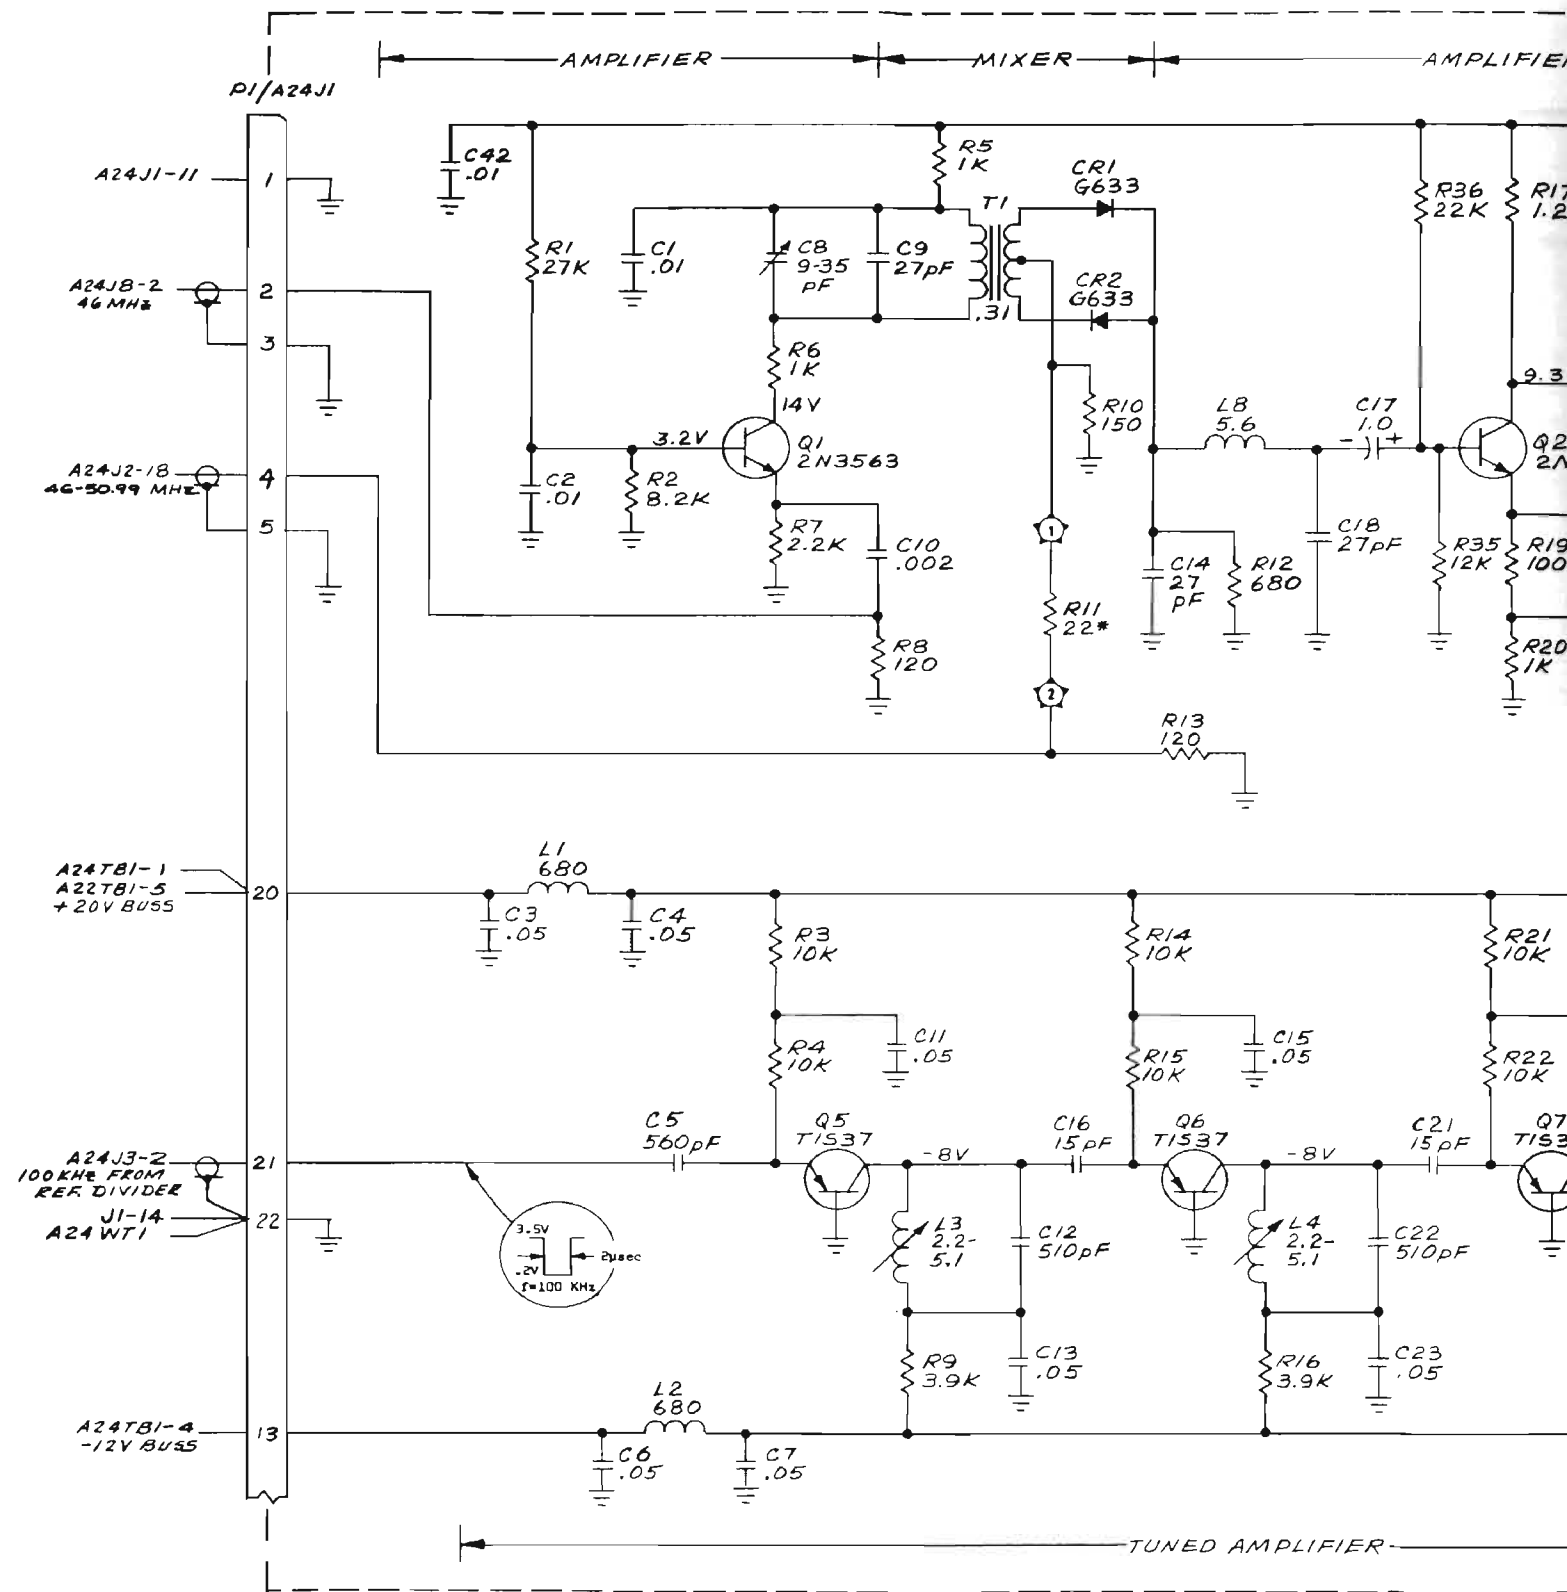 AMPLIFIER
MIXER
AMPLIFIE
P1/A24J1
A24J1-11
1
A24J8-2
46 MHz
2
3
A24J2-18
46-50.99 MHz
4
5
C42
.01
R1
27K
C1
.01
C8
9-35
pF
C9
27pF
R5
1K
T1
.31
CR1
G633
CR2
G633
R36
22K
R17
1.2
R6
1K
14V
3.2V
Q1
2N3563
C2
.01
R2
8.2K
R7
2.2K
C10
.002
R8
120
R10
150
1
R11
22*
2
R13
120
L8
5.6
C17
1.0
- +
C14
27
pF
R12
680
C18
27pF
R35
12K
9.3
Q2
R19
100
R20
1K
A24TB1-1
A22TB1-5
+20V BUSS
20
L1
680
C3
.05
C4
.05
R3
10K
R14
10K
R21
10K
R4
10K
C11
.05
R15
10K
C15
.05
R22
10K
A24J3-2
100KHz FROM
REF. DIVIDER
21
J1-14
A24WT1
22
3.5V
.2V
2µsec
f=100 KHz
C5
560pF
Q5
TIS37
-8V
C16
15pF
Q6
TIS37
-8V
C21
15pF
Q7
TIS3
L3
2.2-
5.1
C12
510pF
L4
2.2-
5.1
C22
510pF
R9
3.9K
C13
.05
R16
3.9K
C23
.05
A24TB1-4
-12V BUSS
13
L2
680
C6
.05
C7
.05
TUNED AMPLIFIER